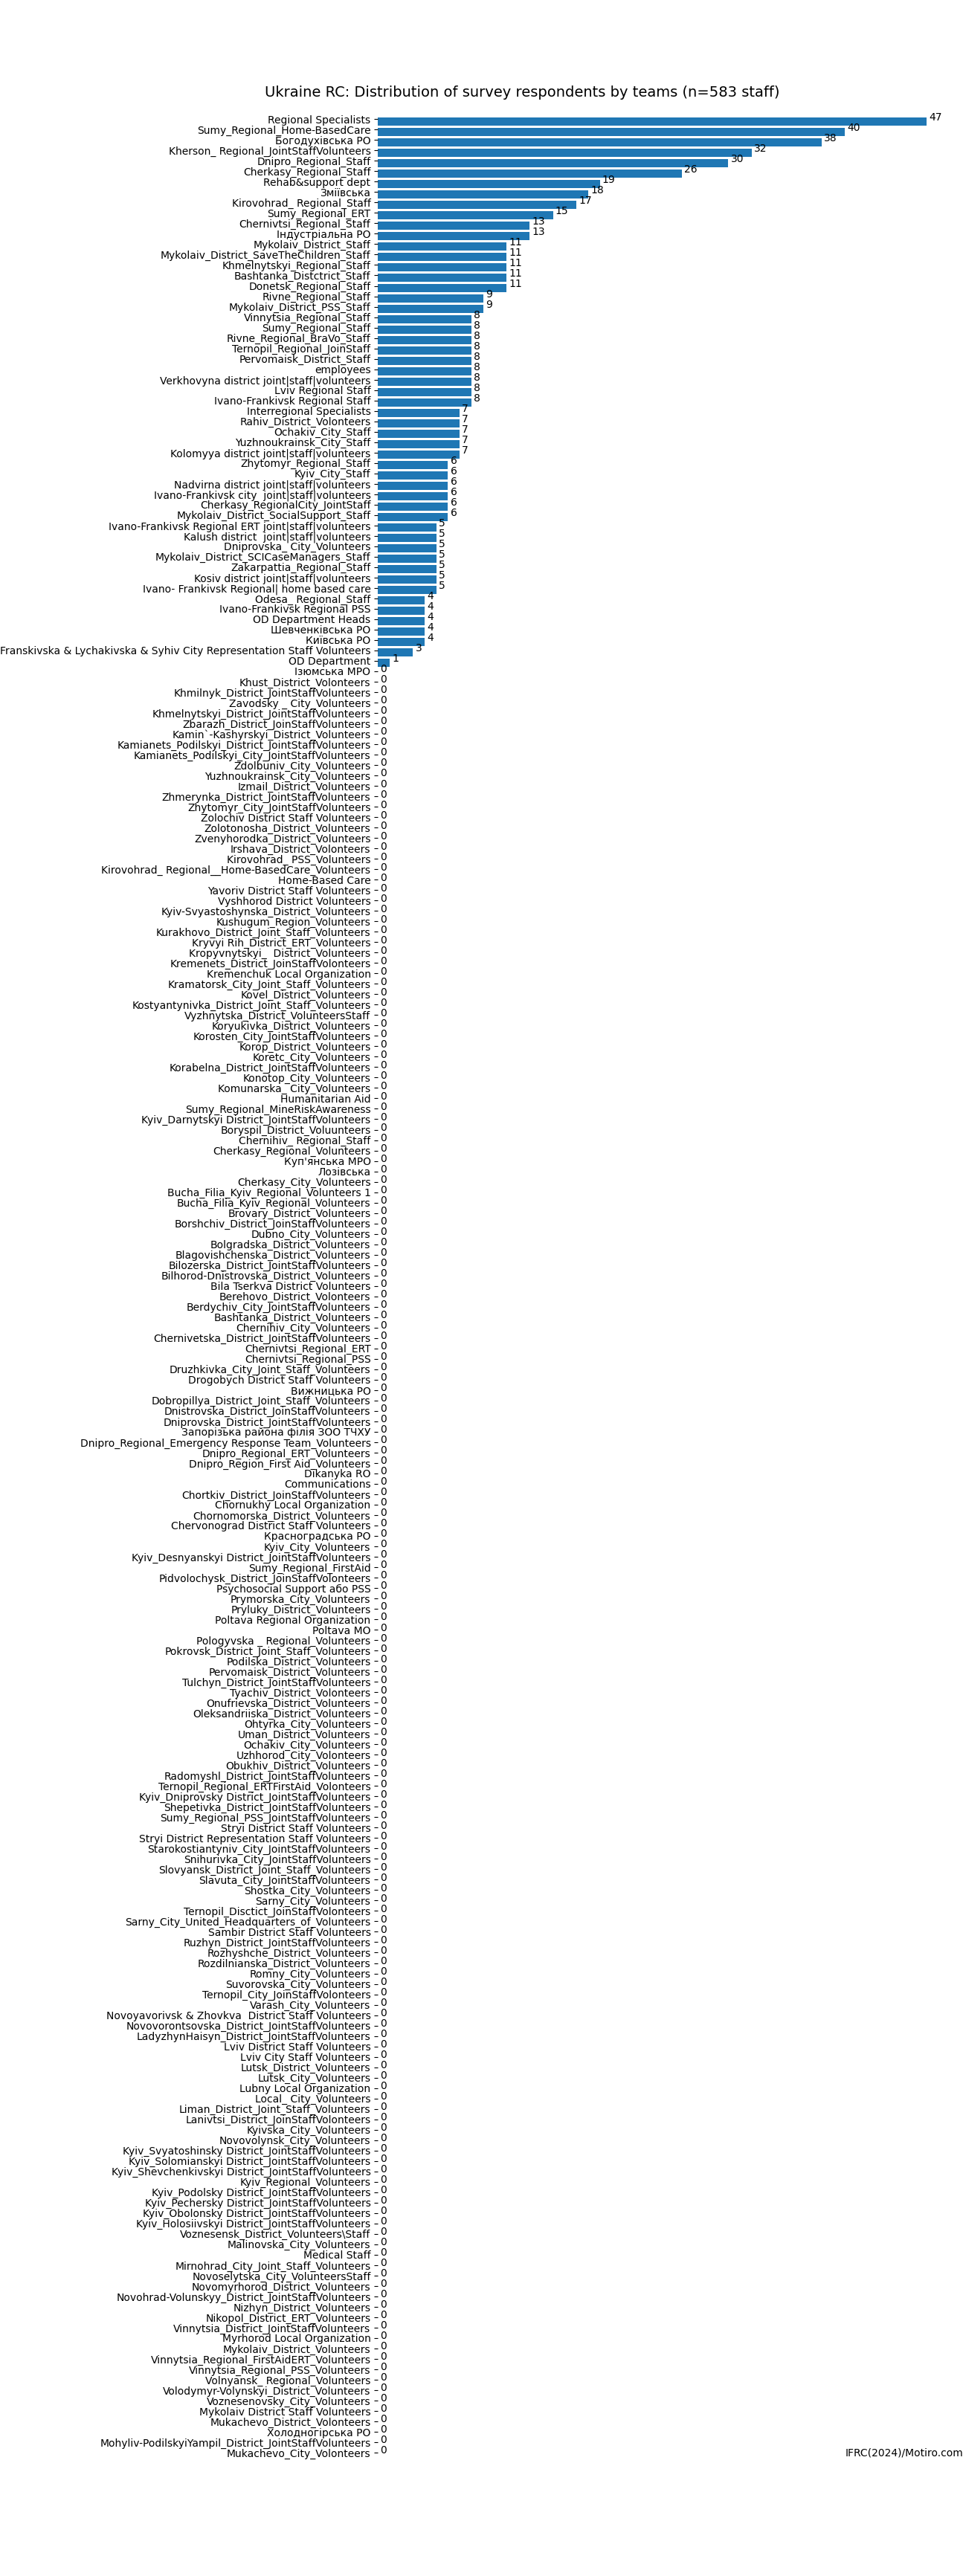 Ukraine RC: Distribution of survey respondents by teams (n=583 staff)
Regional Specialists 47
Sumy_Regional_Home-BasedCare 40
Богодухівська РО 38
Kherson_ Regional_JointStaffVolunteers 32
Dnipro_Regional_Staff 30
Cherkasy_Regional_Staff 26
Rehab&support dept 19
Зміївська 18
Kirovohrad_ Regional_Staff 17
Sumy_Regional_ERT 15
Chernivtsi_Regional_Staff 13
Індустріальна РО 13
Mykolaiv_District_Staff 11
Mykolaiv_District_SaveTheChildren_Staff 11
Khmelnytskyi_Regional_Staff 11
Bashtanka_Distctrict_Staff 11
Donetsk_Regional_Staff 11
Rivne_Regional_Staff 9
Mykolaiv_District_PSS_Staff 9
Vinnytsia_Regional_Staff 8
Sumy_Regional_Staff 8
Rivne_Regional_BraVo_Staff 8
Ternopil_Regional_JoinStaff 8
Pervomaisk_District_Staff 8
employees 8
Verkhovyna district joint|staff|volunteers 8
Lviv Regional Staff 8
Ivano-Frankivsk Regional Staff 8
Interregional Specialists 7
Rahiv_District_Volonteers 7
Ochakiv_City_Staff 7
Yuzhnoukrainsk_City_Staff 7
Kolomyya district joint|staff|volunteers 7
Zhytomyr_Regional_Staff 6
Kyiv_City_Staff 6
Nadvirna district joint|staff|volunteers 6
Ivano-Frankivsk city  joint|staff|volunteers 6
Cherkasy_RegionalCity_JointStaff 6
Mykolaiv_District_SocialSupport_Staff 6
Ivano-Frankivsk Regional ERT joint|staff|volunteers 5
Kalush district  joint|staff|volunteers 5
Dniprovska_ City_Volunteers 5
Mykolaiv_District_SCICaseManagers_Staff 5
Zakarpattia_Regional_Staff 5
Kosiv district joint|staff|volunteers 5
Ivano- Frankivsk Regional| home based care 5
Odesa_ Regional_Staff 4
Ivano-Frankivsk Regional PSS 4
OD Department Heads 4
Шевченківська РО 4
Київська РО 4
Franskivska & Lychakivska & Syhiv City Representation Staff Volunteers 3
OD Department 1
Ізюмська МРО 0
Khust_District_Volonteers 0
Khmilnyk_District_JointStaffVolunteers 0
Zavodsky _ City_Volunteers 0
Khmelnytskyi_District_JointStaffVolunteers 0
Zbarazh_District_JoinStaffVolunteers 0
Kamin`-Kashyrskyi_District_Volunteers 0
Kamianets_Podilskyi_District_JointStaffVolunteers 0
Kamianets_Podilskyi_City_JointStaffVolunteers 0
Zdolbuniv_City_Volunteers 0
Yuzhnoukrainsk_City_Volunteers 0
Izmail_District_Volunteers 0
Zhmerynka_District_JointStaffVolunteers 0
Zhytomyr_City_JointStaffVolunteers 0
Zolochiv District Staff Volunteers 0
Zolotonosha_District_Volunteers 0
Zvenyhorodka_District_Volunteers 0
Irshava_District_Volonteers 0
Kirovohrad_ PSS_Volunteers 0
Kirovohrad_ Regional__Home-BasedCare_Volunteers 0
Home-Based Care 0
Yavoriv District Staff Volunteers 0
Vyshhorod District Volunteers 0
Kyiv-Svyastoshynska_District_Volunteers 0
Kushugum_Region_Volunteers 0
Kurakhovo_District_Joint_Staff_Volunteers 0
Kryvyi Rih_District_ERT_Volunteers 0
Kropyvnytskyi_  District_Volunteers 0
Kremenets_District_JoinStaffVolonteers 0
Kremenchuk Local Organization 0
Kramatorsk_City_Joint_Staff_Volunteers 0
Kovel_District_Volunteers 0
Kostyantynivka_District_Joint_Staff_Volunteers 0
Vyzhnytska_District_VolunteersStaff 0
Koryukivka_District_Volunteers 0
Korosten_City_JointStaffVolunteers 0
Korop_District_Volunteers 0
Koretc_City_Volunteers 0
Korabelna_District_JointStaffVolunteers 0
Konotop_City_Volunteers 0
Komunarska_ City_Volunteers 0
Humanitarian Aid 0
Sumy_Regional_MineRiskAwareness 0
Kyiv_Darnytskyi District_JointStaffVolunteers 0
Boryspil_District_Voluunteers 0
Chernihiv_ Regional_Staff 0
Cherkasy_Regional_Volunteers 0
Куп'янська МРО 0
Лозівська 0
Cherkasy_City_Volunteers 0
Bucha_Filia_Kyiv_Regional_Volunteers 1 0
Bucha_Filia_Kyiv_Regional_Volunteers 0
Brovary_District_Volunteers 0
Borshchiv_District_JoinStaffVolunteers 0
Dubno_City_Volunteers 0
Bolgradska_District_Volunteers 0
Blagovishchenska_District_Volunteers 0
Bilozerska_District_JointStaffVolunteers 0
Bilhorod-Dnistrovska_District_Volunteers 0
Bila Tserkva District Volunteers 0
Berehovo_District_Volonteers 0
Berdychiv_City_JointStaffVolunteers 0
Bashtanka_District_Volunteers 0
Chernihiv_City_Volunteers 0
Chernivetska_District_JointStaffVolunteers 0
Chernivtsi_Regional_ERT 0
Chernivtsi_Regional_PSS 0
Druzhkivka_City_Joint_Staff_Volunteers 0
Drogobych District Staff Volunteers 0
Вижницька РО 0
Dobropillya_District_Joint_Staff_Volunteers 0
Dnistrovska_District_JoinStaffVolunteers 0
Dniprovska_District_JointStaffVolunteers 0
Запорізька района філія ЗОО ТЧХУ 0
Dnipro_Regional_Emergency Response Team_Volunteers 0
Dnipro_Regional_ERT_Volunteers 0
Dnipro_Region_First Aid_Volunteers 0
Dikanyka RO 0
Communications 0
Chortkiv_District_JoinStaffVolunteers 0
Chornukhy Local Organization 0
Chornomorska_District_Volunteers 0
Chervonograd District Staff Volunteers 0
Красноградська РО 0
Kyiv_City_Volunteers 0
Kyiv_Desnyanskyi District_JointStaffVolunteers 0
Sumy_Regional_FirstAid 0
Pidvolochysk_District_JoinStaffVolonteers 0
Psychosocial Support або PSS 0
Prymorska_City_Volunteers 0
Pryluky_District_Volunteers 0
Poltava Regional Organization 0
Poltava MO 0
Pologyvska _ Regional_Volunteers 0
Pokrovsk_District_Joint_Staff_Volunteers 0
Podilska_District_Volunteers 0
Pervomaisk_District_Volunteers 0
Tulchyn_District_JointStaffVolunteers 0
Tyachiv_District_Volonteers 0
Onufrievska_District_Volunteers 0
Oleksandriiska_District_Volunteers 0
Ohtyrka_City_Volunteers 0
Uman_District_Volunteers 0
Ochakiv_City_Volunteers 0
Uzhhorod_City_Volonteers 0
Obukhiv_District_Volunteers 0
Radomyshl_District_JointStaffVolunteers 0
Ternopil_Regional_ERTFirstAid_Volonteers 0
Kyiv_Dniprovsky District_JointStaffVolunteers 0
Shepetivka_District_JointStaffVolunteers 0
Sumy_Regional_PSS_JointStaffVolunteers 0
Stryi District Staff Volunteers 0
Stryi District Representation Staff Volunteers 0
Starokostiantyniv_City_JointStaffVolunteers 0
Snihurivka_City_JointStaffVolunteers 0
Slovyansk_District_Joint_Staff_Volunteers 0
Slavuta_City_JointStaffVolunteers 0
Shostka_City_Volunteers 0
Sarny_City_Volunteers 0
Ternopil_Disctict_JoinStaffVolonteers 0
Sarny_City_United_Headquarters_of_Volunteers 0
Sambir District Staff Volunteers 0
Ruzhyn_District_JointStaffVolunteers 0
Rozhyshche_District_Volunteers 0
Rozdilnianska_District_Volunteers 0
Romny_City_Volunteers 0
Suvorovska_City_Volunteers 0
Ternopil_City_JoinStaffVolonteers 0
Varash_City_Volunteers 0
Novoyavorivsk & Zhovkva  District Staff Volunteers 0
Novovorontsovska_District_JointStaffVolunteers 0
LadyzhynHaisyn_District_JointStaffVolunteers 0
Lviv District Staff Volunteers 0
Lviv City Staff Volunteers 0
Lutsk_District_Volunteers 0
Lutsk_City_Volunteers 0
Lubny Local Organization 0
Local_ City_Volunteers 0
Liman_District_Joint_Staff_Volunteers 0
Lanivtsi_District_JoinStaffVolonteers 0
Kyivska_City_Volunteers 0
Novovolynsk_City_Volunteers 0
Kyiv_Svyatoshinsky District_JointStaffVolunteers 0
Kyiv_Solomianskyi District_JointStaffVolunteers 0
Kyiv_Shevchenkivskyi District_JointStaffVolunteers 0
Kyiv_Regional_Volunteers 0
Kyiv_Podolsky District_JointStaffVolunteers 0
Kyiv_Pechersky District_JointStaffVolunteers 0
Kyiv_Obolonsky District_JointStaffVolunteers 0
Kyiv_Holosiivskyi District_JointStaffVolunteers 0
Voznesensk_District_Volunteers\Staff 0
Malinovska_City_Volunteers 0
Medical Staff 0
Mirnohrad_City_Joint_Staff_Volunteers 0
Novoselytska_City_VolunteersStaff 0
Novomyrhorod_District_Volunteers 0
Novohrad-Volunskyy_District_JointStaffVolunteers 0
Nizhyn_District_Volunteers 0
Nikopol_District_ERT_Volunteers 0
Vinnytsia_District_JointStaffVolunteers 0
Myrhorod Local Organization 0
Mykolaiv_District_Volunteers 0
Vinnytsia_Regional_FirstAidERT_Volunteers 0
Vinnytsia_Regional_PSS_Volunteers 0
Volnyansk_ Regional_Volunteers 0
Volodymyr-Volynskyi_District_Volunteers 0
Voznesenovsky_City_Volunteers 0
Mykolaiv District Staff Volunteers 0
Mukachevo_District_Volonteers 0
Холодногірська РО 0
Mohyliv-PodilskyiYampil_District_JointStaffVolunteers 0
Mukachevo_City_Volonteers 0
IFRC(2024)/Motiro.com